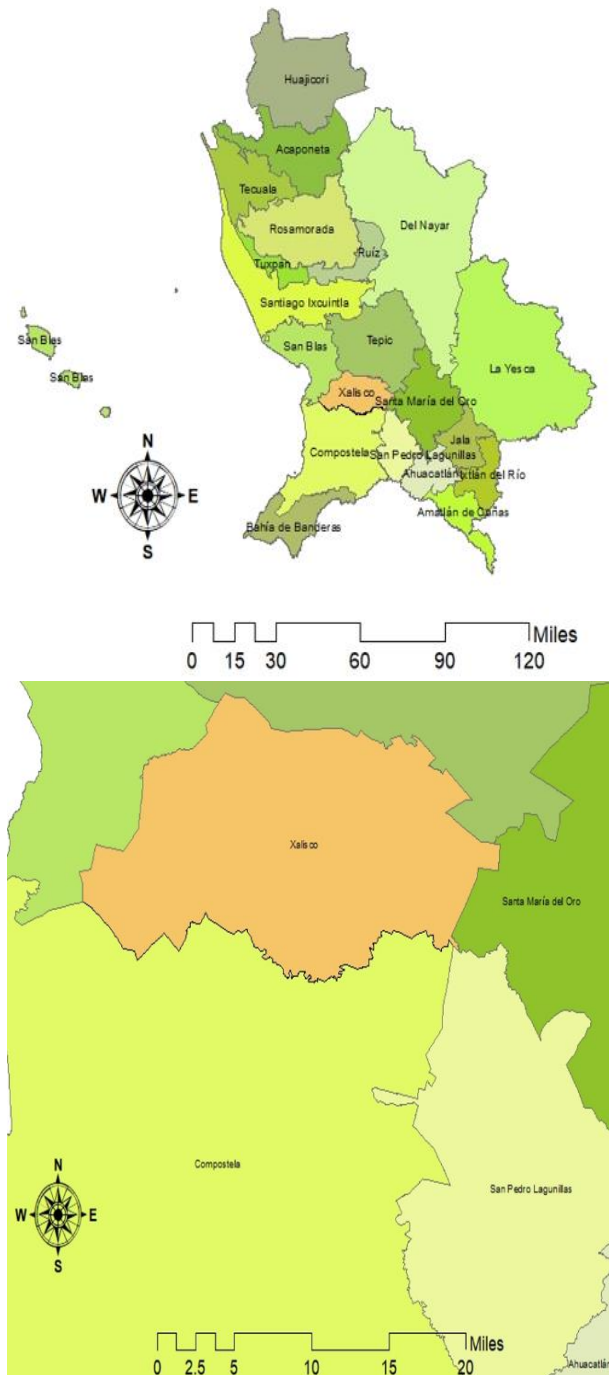 Huajicori
Acaponeta
Tecuala
Rosamorada
Del Nayar
Ruíz
Tuxpan
Santiago Ixcuintla
San Blas
San Blas
San Blas
Tepic
La Yesca
Xalisco
Santa María del Oro
Jala
Compostela
San Pedro Lagunillas
Ahuacatlán
Ixtlán del Río
Amatlán de Cañas
Bahía de Banderas
N
W E
S
Miles
0 15 30 60 90 120
Xalisco
Santa María del Oro
Compostela
San Pedro Lagunillas
N
W E
S
Miles
0 2.5 5 10 15 20
Ahuacatlán